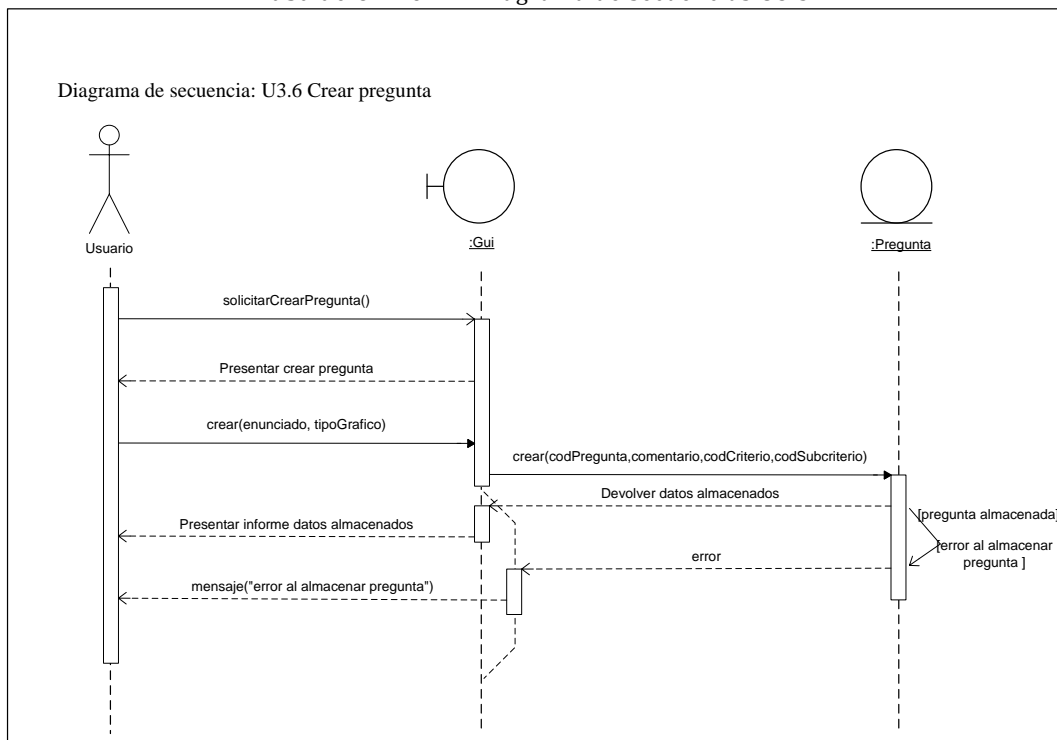 Diagrama de secuencia: U3.6 Crear pregunta
Usuario
:Gui
:Pregunta
solicitarCrearPregunta()
Presentar crear pregunta
crear(enunciado, tipoGrafico)
crear(codPregunta,comentario,codCriterio,codSubcriterio)
Devolver datos almacenados
[pregunta almacenada]
Presentar informe datos almacenados
[error al almacenar
pregunta ]
error
mensaje("error al almacenar pregunta")